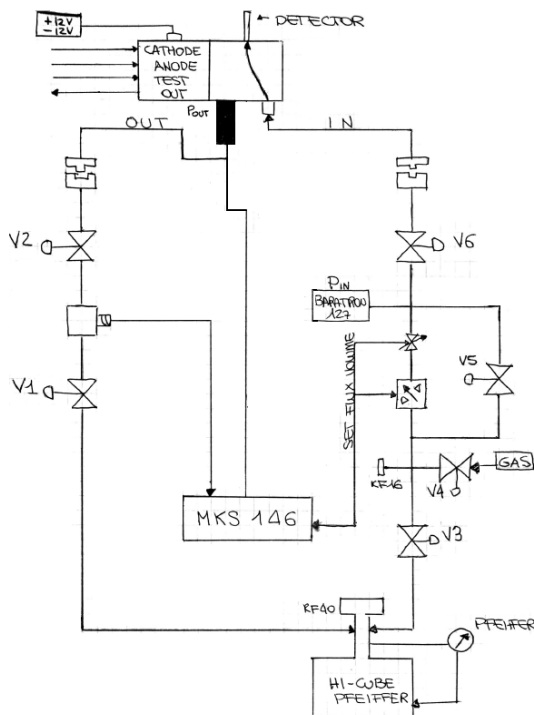 DETECTOR
+12V
-12V
CATHODE
ANODE
TEST
OUT
POUT
OUT
IN
V2
V6
PIN
BARATRON
127
SET FLUX VOLUME
V5
V1
GAS
KF16
V4
MKS 146
V3
RF40
PFEIFFER
HI-CUBE
PFEIFFER